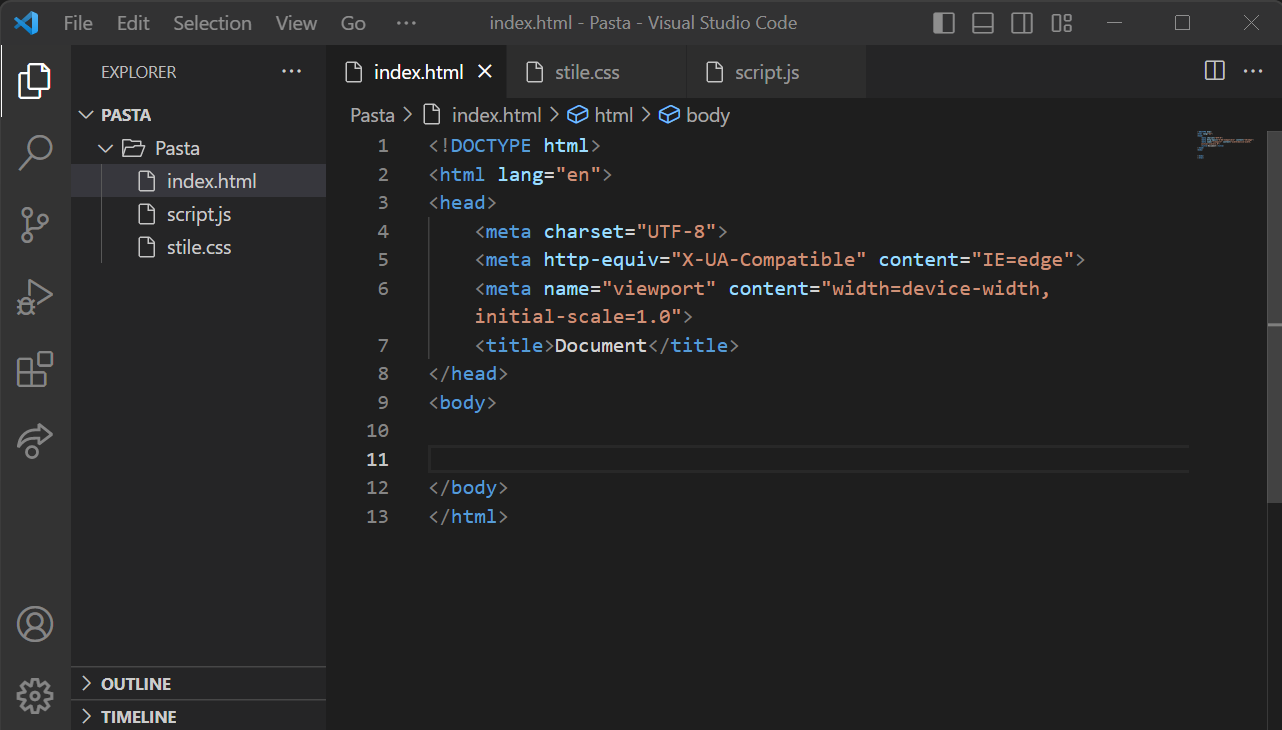 File Edit Selection View Go ··· index.html - Pasta - Visual Studio Code
EXPLORER ···
PASTA
Pasta
index.html
script.js
stile.css
OUTLINE
TIMELINE
index.html stile.css script.js ···
Pasta > index.html > html > body
1 <!DOCTYPE html>
2 <html lang="en">
3 <head>
4 <meta charset="UTF-8">
5 <meta http-equiv="X-UA-Compatible" content="IE=edge">
6 <meta name="viewport" content="width=device-width,
initial-scale=1.0">
7 <title>Document</title>
8 </head>
9 <body>
10
11
12 </body>
13 </html>